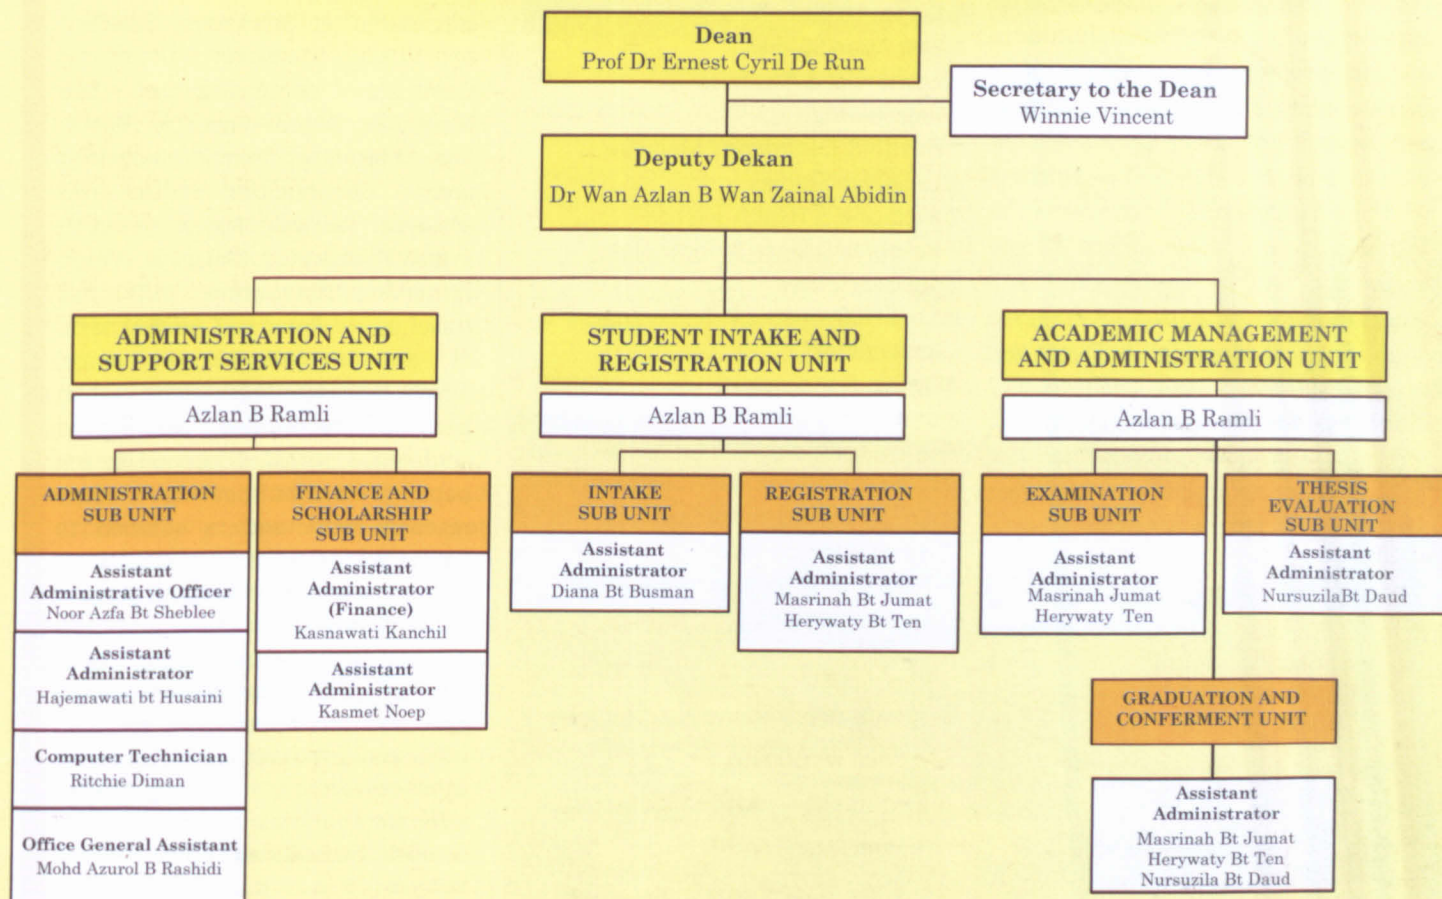 Dean
Prof Dr Ernest Cyril De Run
Secretary to the Dean
Winnie Vincent
Deputy Dekan
Dr Wan Azlan B Wan Zainal Abidin
ADMINISTRATION AND
SUPPORT SERVICES UNIT
Azlan B Ramli
STUDENT INTAKE AND
REGISTRATION UNIT
Azlan B Ramli
ACADEMIC MANAGEMENT
AND ADMINISTRATION UNIT
Azlan B Ramli
ADMINISTRATION
SUB UNIT
Assistant
Administrative Officer
Noor Azfa Bt Sheblee
Assistant
Administrator
Hajemawati bt Husaini
Computer Technician
Ritchie Diman
Office General Assistant
Mohd Azurol B Rashidi
FINANCE AND
SCHOLARSHIP
SUB UNIT
Assistant
Administrator
(Finance)
Kasnawati Kanchil
Assistant
Administrator
Kasmet Noep
INTAKE
SUB UNIT
Assistant
Administrator
Diana Bt Busman
REGISTRATION
SUB UNIT
Assistant
Administrator
Masrinah Bt Jumat
Herywaty Bt Ten
EXAMINATION
SUB UNIT
Assistant
Administrator
Masrinah Jumat
Herywaty Ten
THESIS
EVALUATION
SUB UNIT
Assistant
Administrator
NursuzilaBt Daud
GRADUATION AND
CONFERMENT UNIT
Assistant
Administrator
Masrinah Bt Jumat
Herywaty Bt Ten
Nursuzila Bt Daud